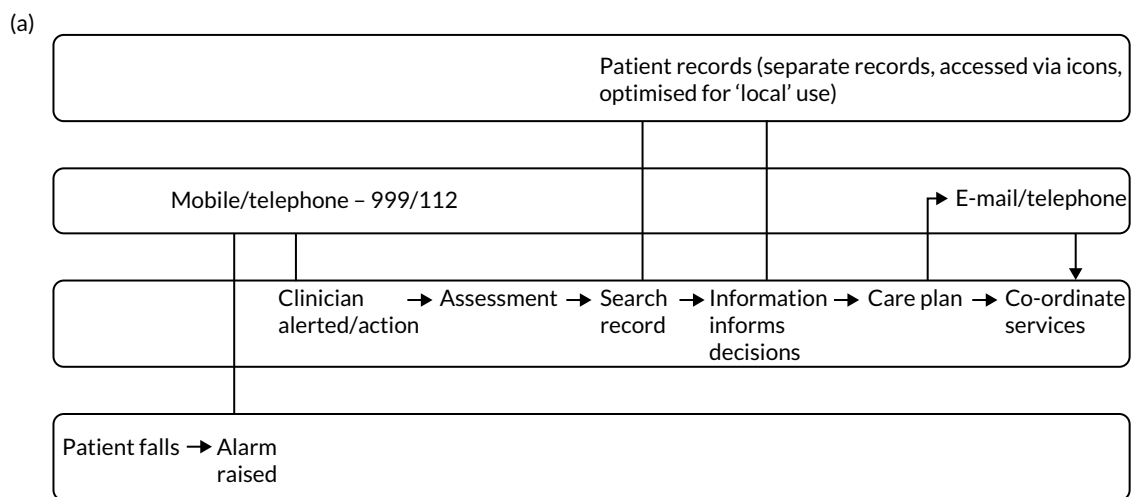 (a)
Patient records (separate records, accessed via icons,
optimised for ‘local’ use)
Mobile/telephone – 999/112
E-mail/telephone
Clinician
alerted/action
Assessment
Search
record
Information
informs
decisions
Care plan
Co-ordinate
services
Patient falls
Alarm
raised